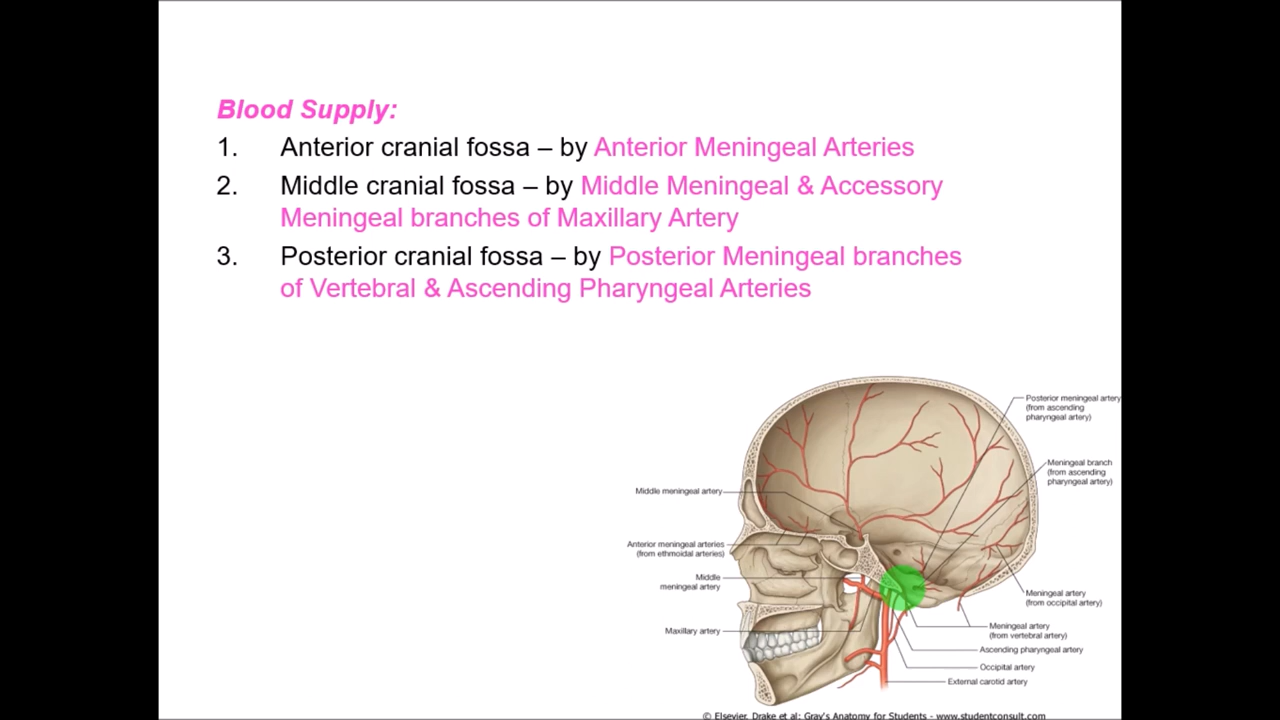 Blood Supply:
1. Anterior cranial fossa – by Anterior Meningeal Arteries
2. Middle cranial fossa – by Middle Meningeal & Accessory
Meningeal branches of Maxillary Artery
3. Posterior cranial fossa – by Posterior Meningeal branches
of Vertebral & Ascending Pharyngeal Arteries
Posterior meningeal artery
(from ascending
pharyngeal artery)
Meningeal branch
(from ascending
pharyngeal artery)
Middle meningeal artery
Anterior meningeal arteries
(from ethmoidal arteries)
Middle
meningeal artery
Maxillary artery
Meningeal artery
(from occipital artery)
Meningeal artery
(from vertebral artery)
Ascending pharyngeal artery
Occipital artery
External carotid artery
© Elsevier. Drake et al: Gray's Anatomy for Students - www.studentconsult.com